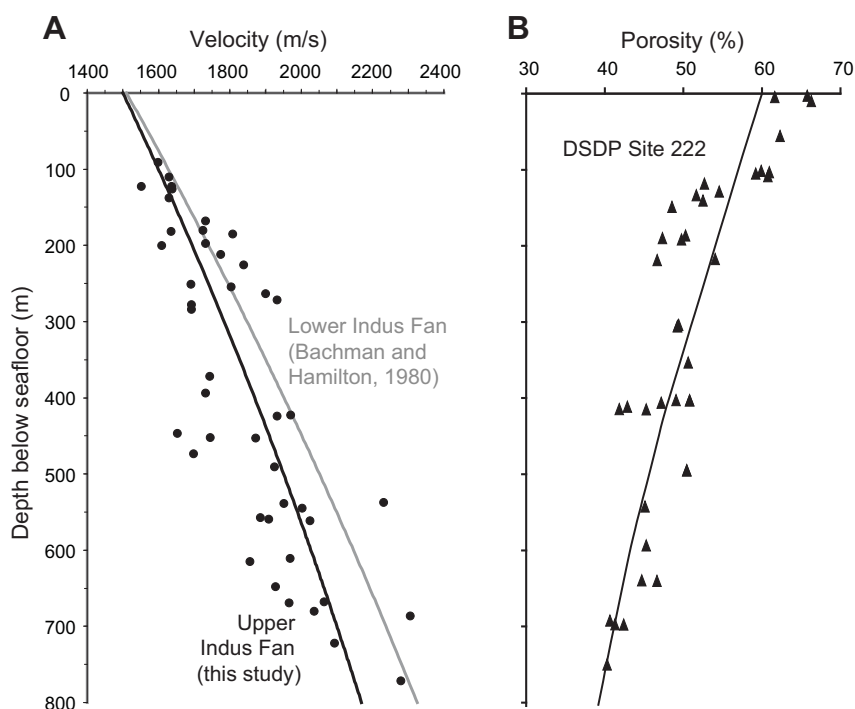 A
Velocity (m/s)
1400 1600 1800 2000 2200 2400
0
100
200
300
400
500
600
700
800
Depth below seafloor (m)
Lower Indus Fan
(Bachman and
Hamilton, 1980)
Upper
Indus Fan
(this study)
B
Porosity (%)
30 40 50 60 70
DSDP Site 222